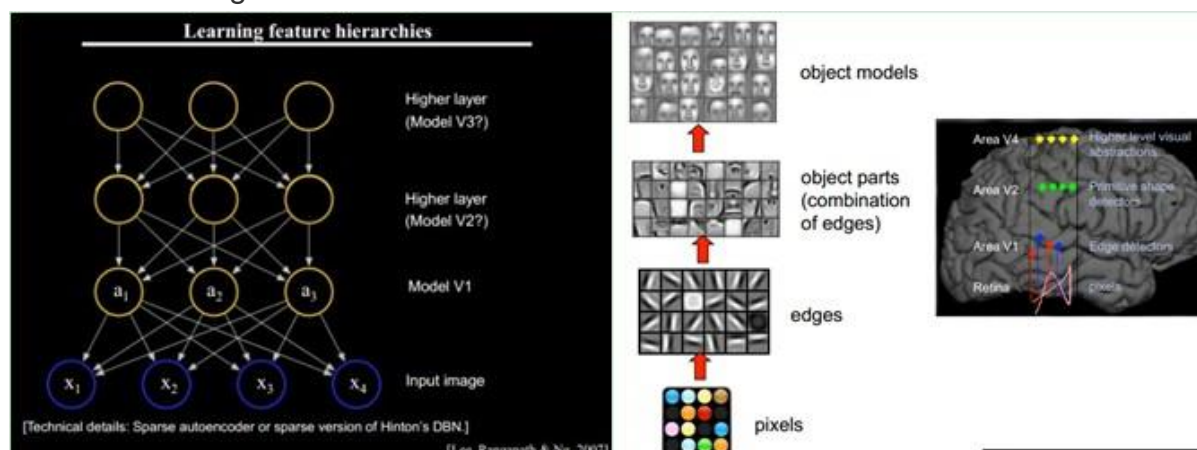 Learning feature hierarchies
Higher layer
(Model V3?)
Higher layer
(Model V2?)
a1 a2 a3
Model V1
x1 x2 x3 x4
Input image
[Technical details: Sparse autoencoder or sparse version of Hinton's DBN.]
object models
object parts
(combination
of edges)
edges
pixels
Area V4
Higher level visual
abstractions
Area V2
Primitive shape
detectors
Area V1
Edge detectors
Retina
pixels